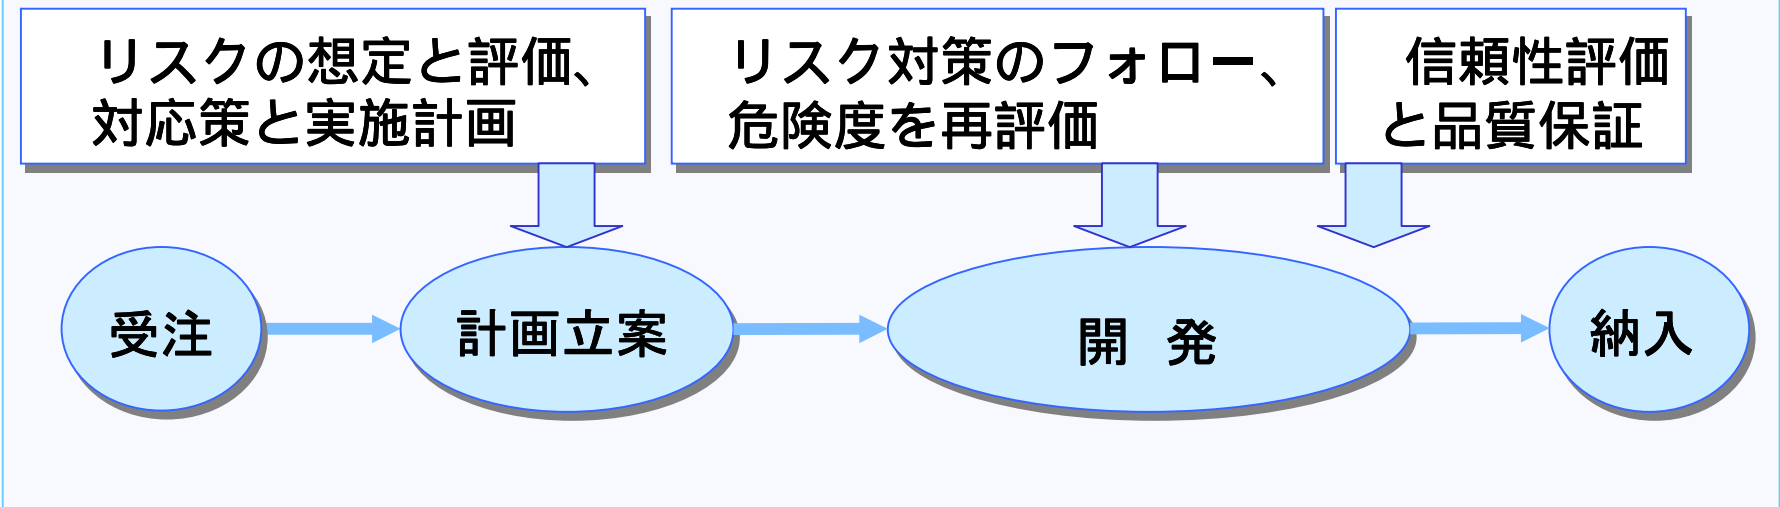 リスクの想定と評価、
対応策と実施計画
リスク対策のフォロー、
危険度を再評価
信頼性評価
と品質保証
受注
計画立案
開 発
納入